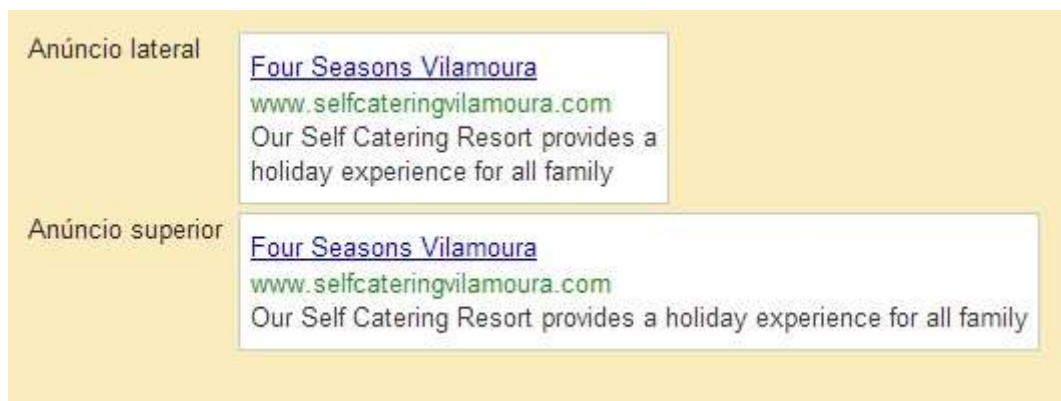 Anúncio lateral
Four Seasons Vilamoura
www.selfcateringvilamoura.com
Our Self Catering Resort provides a
holiday experience for all family
Anúncio superior
Four Seasons Vilamoura
www.selfcateringvilamoura.com
Our Self Catering Resort provides a holiday experience for all family